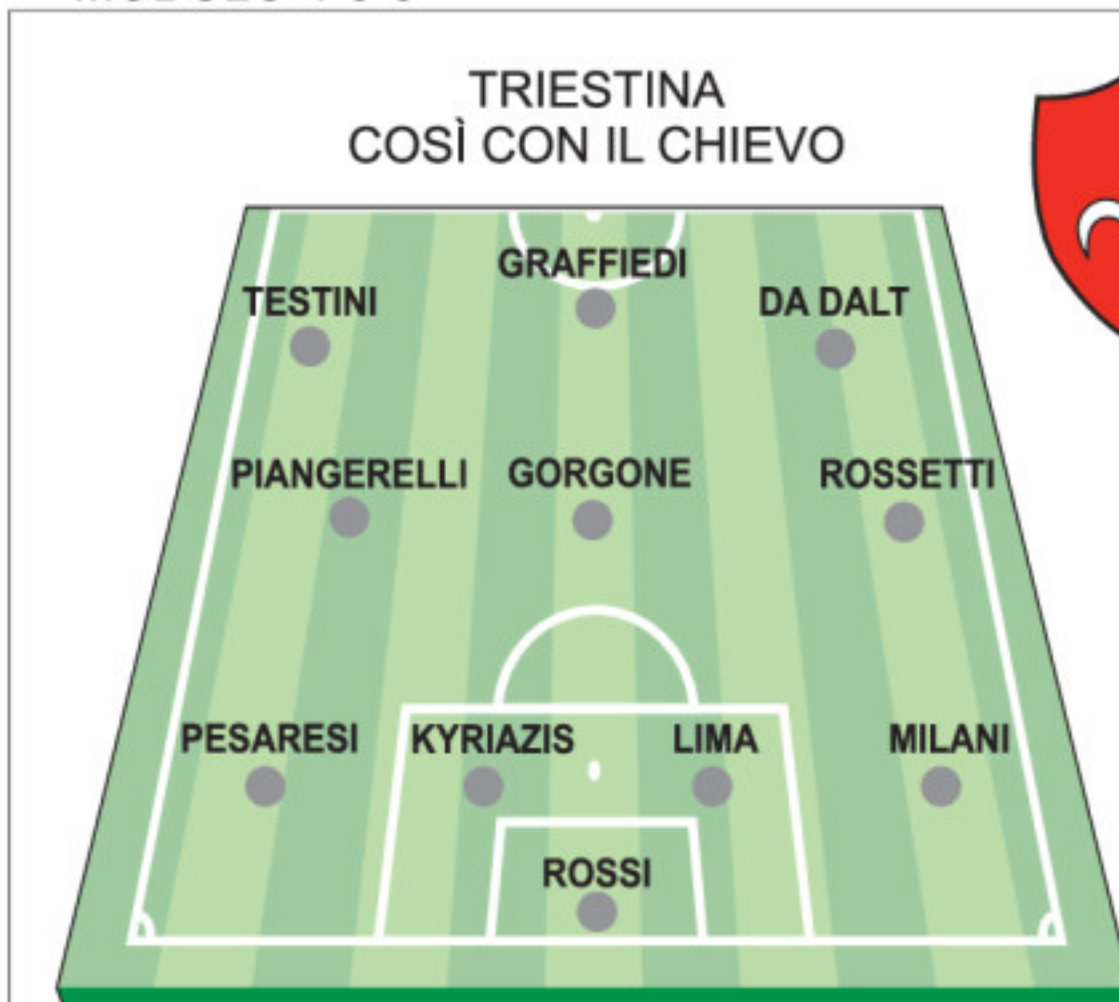 TRIESTINA
COSÌ CON IL CHIEVO
GRAFFIEDI
TESTINI DA DALT
PIANGERELLI GORGONE ROSSETTI
PESARESI KYRIAZIS LIMA MILANI
ROSSI